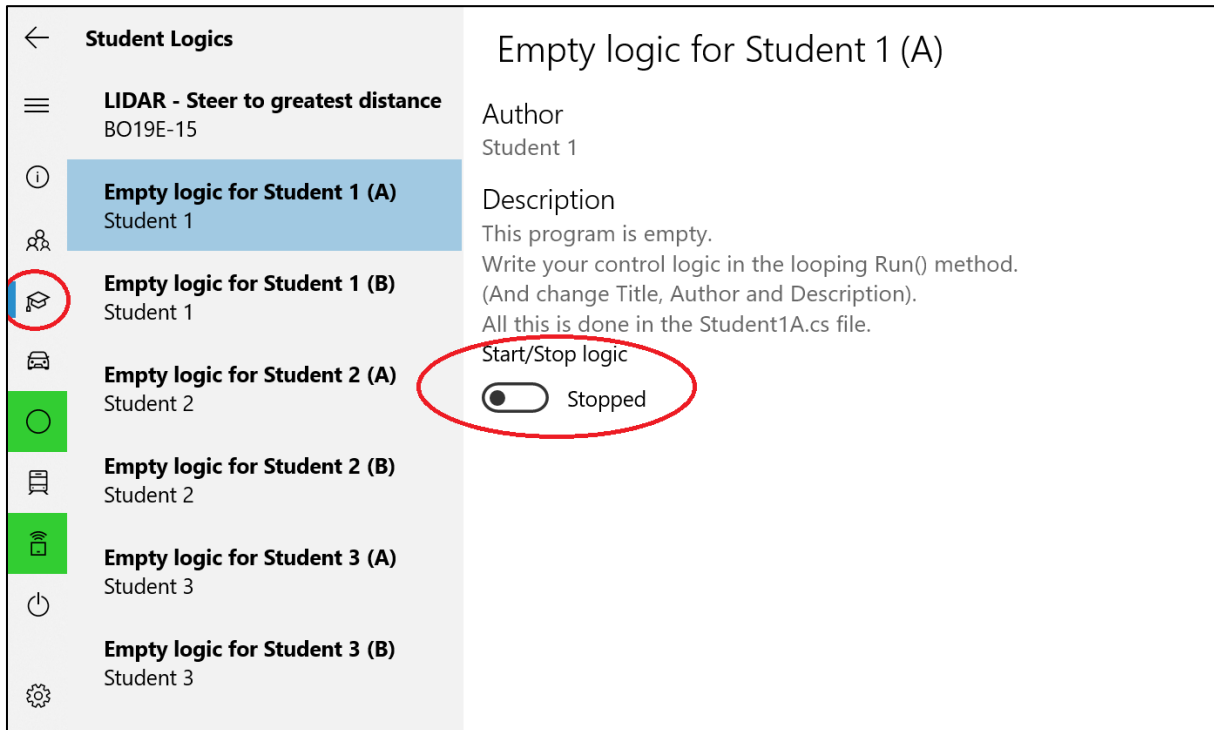 Student Logics
LIDAR - Steer to greatest distance
BO19E-15
Empty logic for Student 1 (A)
Student 1
Empty logic for Student 1 (B)
Student 1
Empty logic for Student 2 (A)
Student 2
Empty logic for Student 2 (B)
Student 2
Empty logic for Student 3 (A)
Student 3
Empty logic for Student 3 (B)
Student 3
Empty logic for Student 1 (A)
Author
Student 1
Description
This program is empty.
Write your control logic in the looping Run() method.
(And change Title, Author and Description).
All this is done in the Student1A.cs file.
Start/Stop logic
Stopped